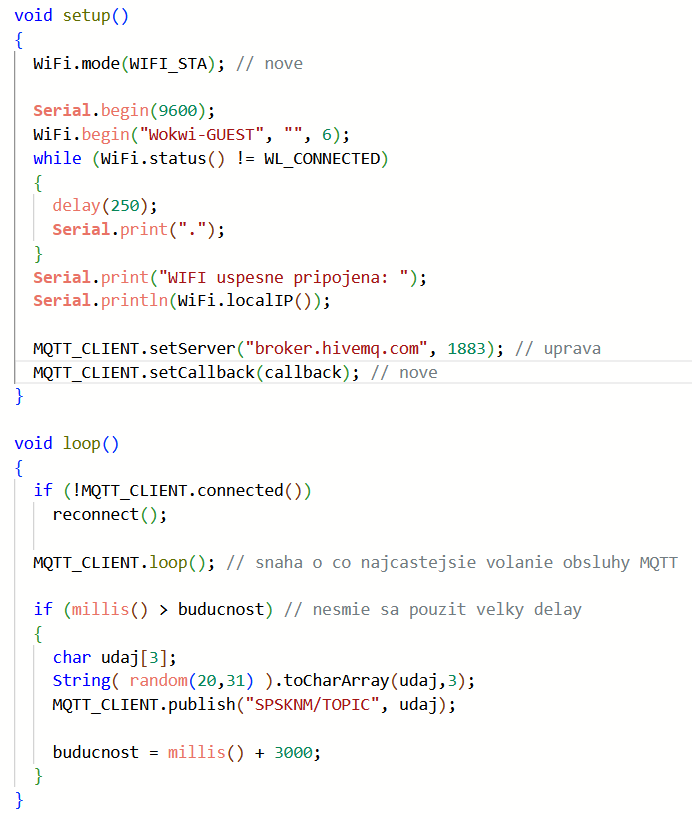 void setup()
{
  WiFi.mode(WIFI_STA); // nove

  Serial.begin(9600);
  WiFi.begin("Wokwi-GUEST", "", 6);
  while (WiFi.status() != WL_CONNECTED)
  {
    delay(250);
    Serial.print(".");
  }
  Serial.print("WIFI uspesne pripojena: ");
  Serial.println(WiFi.localIP());

  MQTT_CLIENT.setServer("broker.hivemq.com", 1883); // uprava
  MQTT_CLIENT.setCallback(callback); // nove
}

void loop()
{
  if (!MQTT_CLIENT.connected())
    reconnect();

  MQTT_CLIENT.loop(); // snaha o co najcastejsie volanie obsluhy MQTT

  if (millis() > buducnost) // nesmie sa pouzit velky delay
  {
    char udaj[3];
    String( random(20,31) ).toCharArray(udaj,3);
    MQTT_CLIENT.publish("SPSKNM/TOPIC", udaj);

    buducnost = millis() + 3000;
  }
}